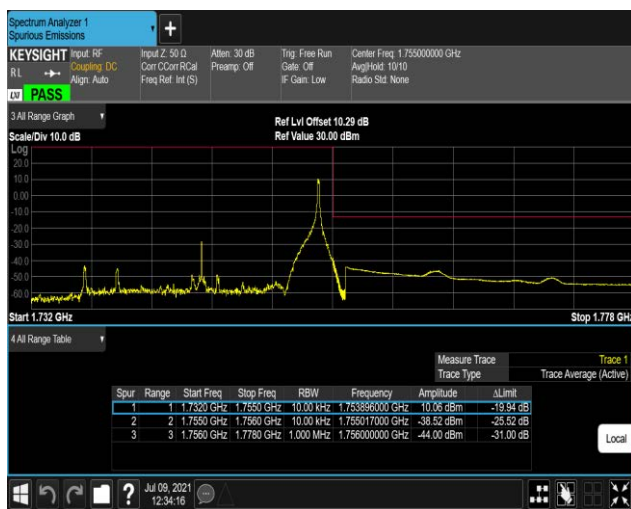 Spectrum Analyzer 1
Spurious Emissions
KEYSIGHT Input: RF Input Z: 50 Ω Atten: 30 dB Trig: Free Run Center Freq: 1.755000000 GHz
RL Coupling: DC Corr CCorr RCal Preamp: Off Gate: Off Avg|Hold: 10/10
Align: Auto Freq Ref: Int (S) IF Gain: Low Radio Std: None
LXI PASS
3 All Range Graph
Ref Lvl Offset 10.29 dB
Scale/Div 10.0 dB Ref Value 30.00 dBm
Log
20.0
10.0
0.00
-10.0
-20.0
-30.0
-40.0
-50.0
-60.0
Start 1.732 GHz Stop 1.778 GHz
4 All Range Table
Measure Trace Trace 1
Trace Type Trace Average (Active)
Spur Range Start Freq Stop Freq RBW Frequency Amplitude ΔLimit
1 1 1.7320 GHz 1.7550 GHz 10.00 kHz 1.753896000 GHz 10.06 dBm -19.94 dB
2 2 1.7550 GHz 1.7560 GHz 10.00 kHz 1.755017000 GHz -38.52 dBm -25.52 dB
3 3 1.7560 GHz 1.7780 GHz 1.000 MHz 1.756000000 GHz -44.00 dBm -31.00 dB
Local
Jul 09, 2021
12:34:16